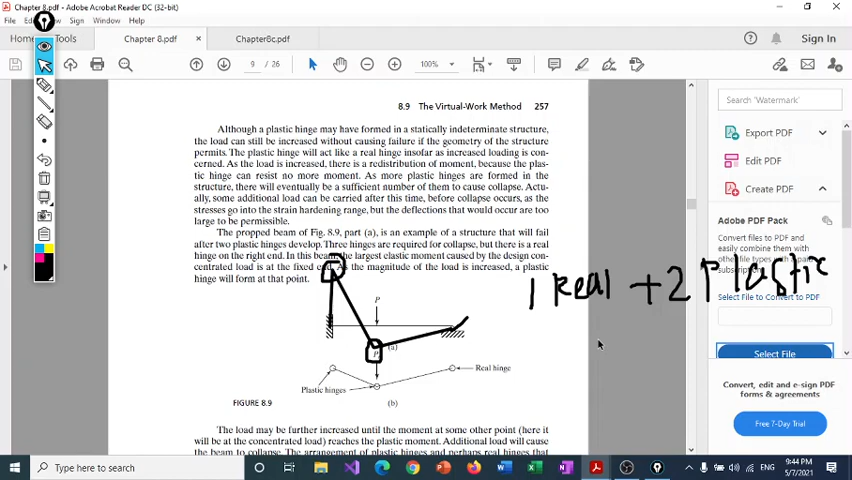 Chapter 8.pdf - Adobe Acrobat Reader DC (32-bit)
File
Sign Window Help
Home Tools Chapter 8.pdf Chapter8c.pdf Sign In
9 / 26 100%
8.9 The Virtual-Work Method 257
Although a plastic hinge may have formed in a statically indeterminate structure,
the load can still be increased without causing failure if the geometry of the structure
permits. The plastic hinge will act like a real hinge insofar as increased loading is con-
cerned. As the load is increased, there is a redistribution of moment, because the plas-
tic hinge can resist no more moment. As more plastic hinges are formed in the
structure, there will eventually be a sufficient number of them to cause collapse. Actu-
ally, some additional load can be carried after this time, before collapse occurs, as the
stresses go into the strain hardening range, but the deflections that would occur are too
large to be permissible.
The propped beam of Fig. 8.9, part (a), is an example of a structure that will fail
after two plastic hinges develop. Three hinges are required for collapse, but there is a real
hinge on the right end. In this beam, the largest elastic moment caused by the design con-
centrated load is at the fixed end. As the magnitude of the load is increased, a plastic
hinge will form at that point.
1 Real + 2 Plastic
P
(a)
P
Real hinge
Plastic hinges
FIGURE 8.9 (b)
The load may be further increased until the moment at some other point (here it
will be at the concentrated load) reaches the plastic moment. Additional load will cause
the beam to collapse. The arrangement of plastic hinges and perhaps real hinges that
Search 'Watermark'
Export PDF
Edit PDF
Create PDF
Adobe PDF Pack
Convert files to PDF and
easily combine them with
Select File to Convert to PDF
Select File
Convert, edit and e-sign PDF
forms & agreements
Free 7-Day Trial
Type here to search
ENG
9:44 PM
5/7/2021